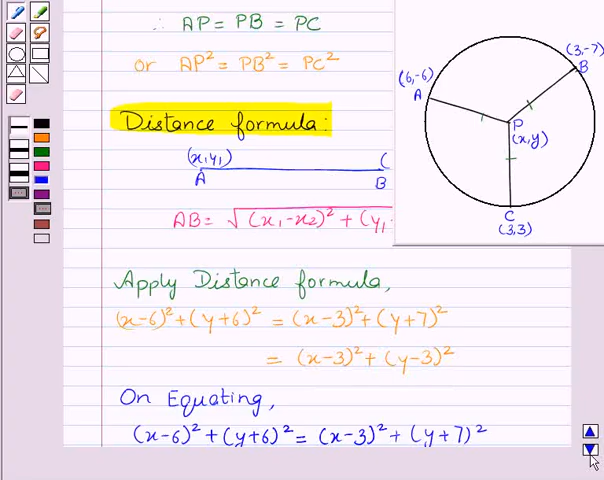 ∴ AP = PB = PC
or AP² = PB² = PC²
Distance formula:
(x₁y₁) (
A B
AB = √(x₁-x₂)² + (y₁-
Apply Distance formula,
(x-6)² + (y+6)² = (x-3)² + (y+7)²
= (x-3)² + (y-3)²
On Equating,
(x-6)² + (y+6)² = (x-3)² + (y+7)²
(3,-7)
B
(6,-6)
A
P
(x,y)
C
(3,3)